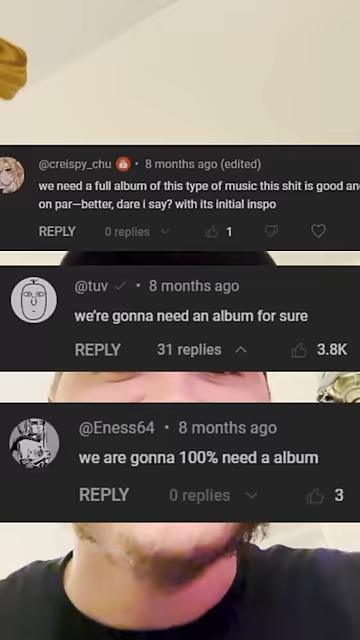 @creispy_chu • 8 months ago (edited)
we need a full album of this type of music this shit is good an
on par—better, dare i say? with its initial inspo
REPLY 0 replies 1
@tuv • 8 months ago
we're gonna need an album for sure
REPLY 31 replies 3.8K
@Eness64 • 8 months ago
we are gonna 100% need a album
REPLY 0 replies 3